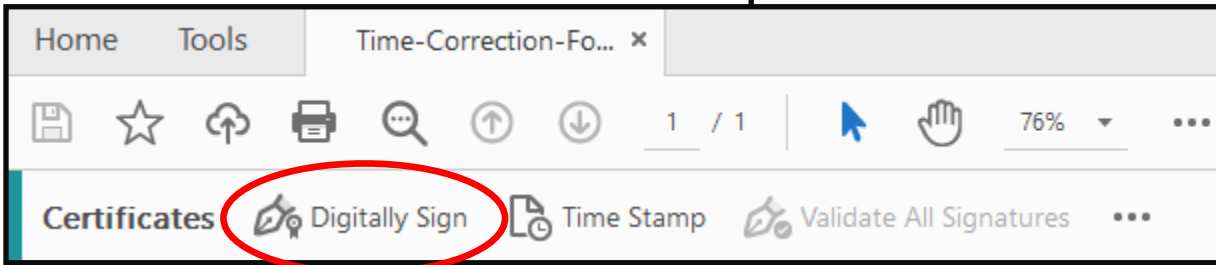 Home Tools Time-Correction-Fo... ×
1 / 1 76% ...
Certificates Digitally Sign Time Stamp Validate All Signatures ...